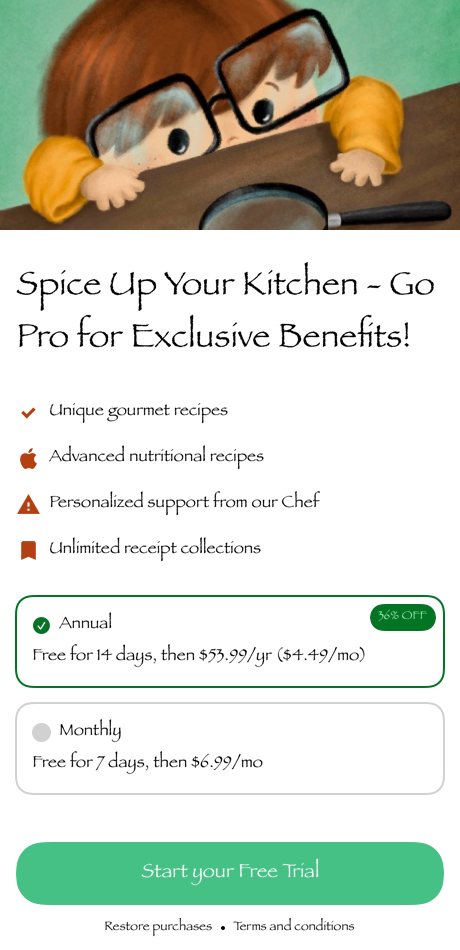 Spice Up Your Kitchen - Go
Pro for Exclusive Benefits!
Unique gourmet recipes
Advanced nutritional recipes
Personalized support from our Chef
Unlimited receipt collections
36% OFF
Annual
Free for 14 days, then $53.99/yr ($4.49/mo)
Monthly
Free for 7 days, then $6.99/mo
Start your Free Trial
Restore purchases • Terms and conditions